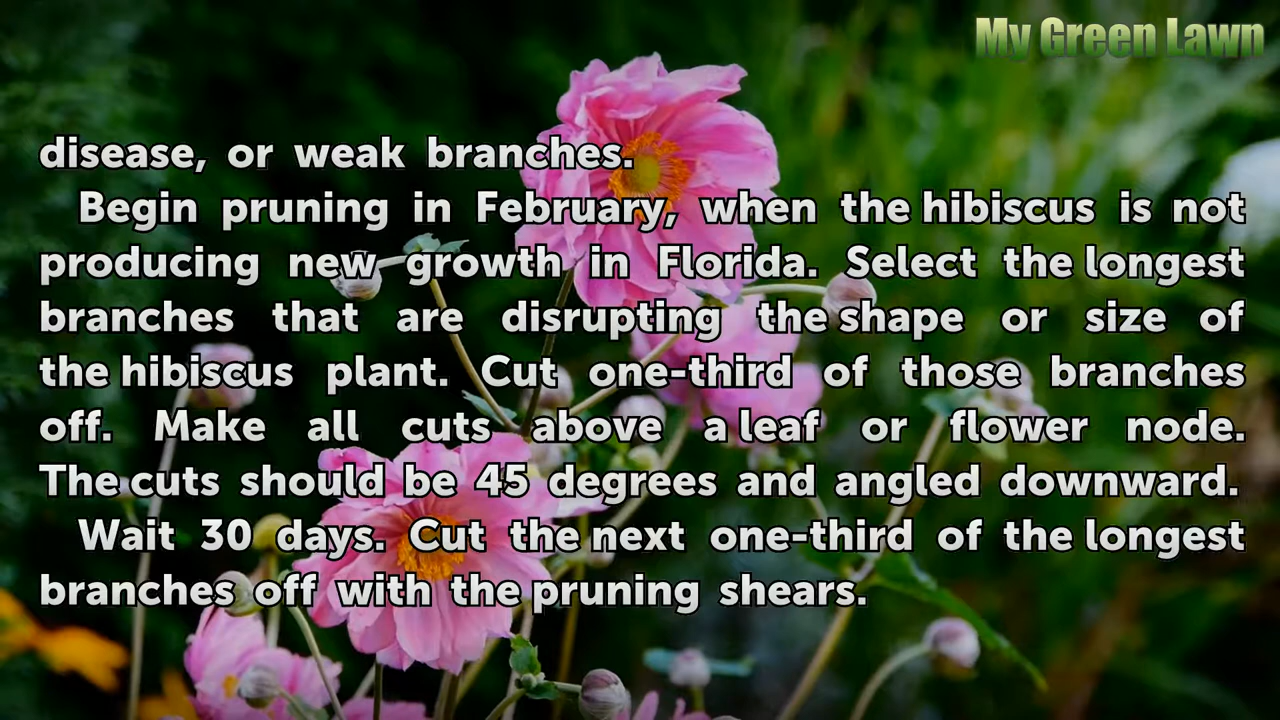 My Green Lawn
disease, or weak branches.
Begin pruning in February, when the hibiscus is not
producing new growth in Florida. Select the longest
branches that are disrupting the shape or size of
the hibiscus plant. Cut one-third of those branches
off. Make all cuts above a leaf or flower node.
The cuts should be 45 degrees and angled downward.
Wait 30 days. Cut the next one-third of the longest
branches off with the pruning shears.